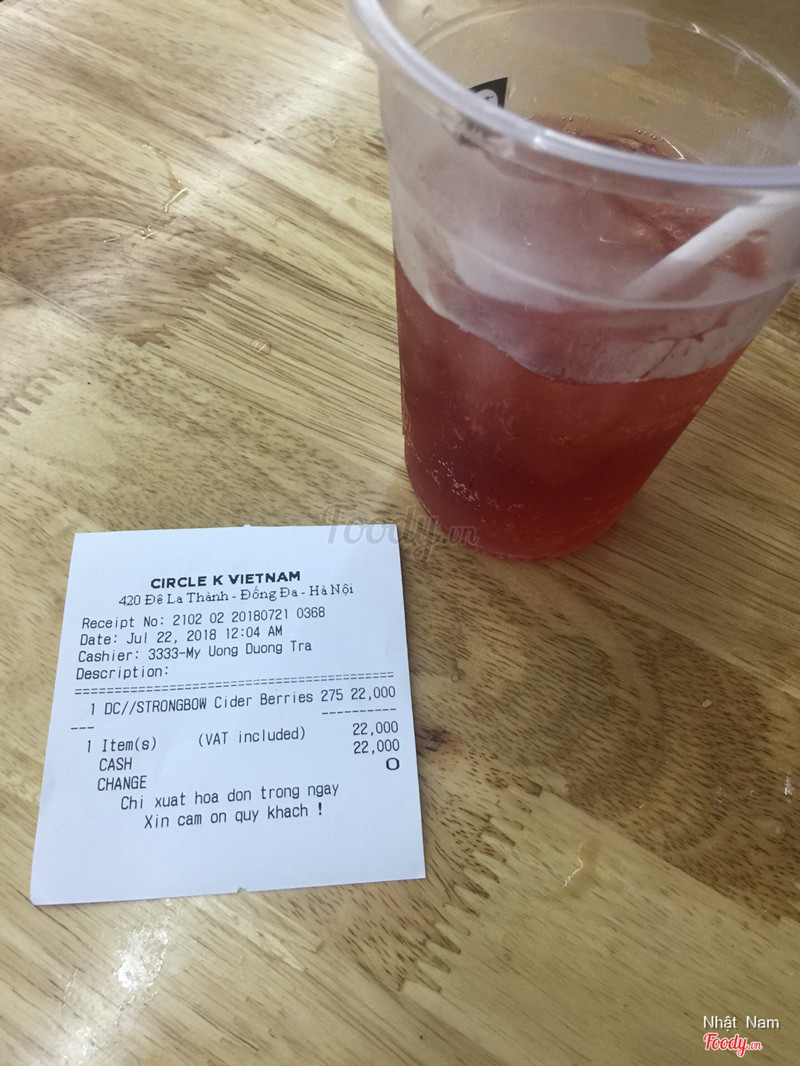 CIRCLE K VIETNAM
420 Đê La Thành - Đống Đa - Hà Nội
Receipt No: 2102 02 20180721 0368
Date: Jul 22, 2018 12:04 AM
Cashier: 3333-My Uong Duong Tra
Description:
==========================================
1 DC//STRONGBOW Cider Berries 275 22,000
--- ----------
1 Item(s) (VAT included) 22,000
CASH 22,000
CHANGE 0
Chi xuat hoa don trong ngay
Xin cam on quy khach !
Foody.vn
Nhật Nam
Foody.vn